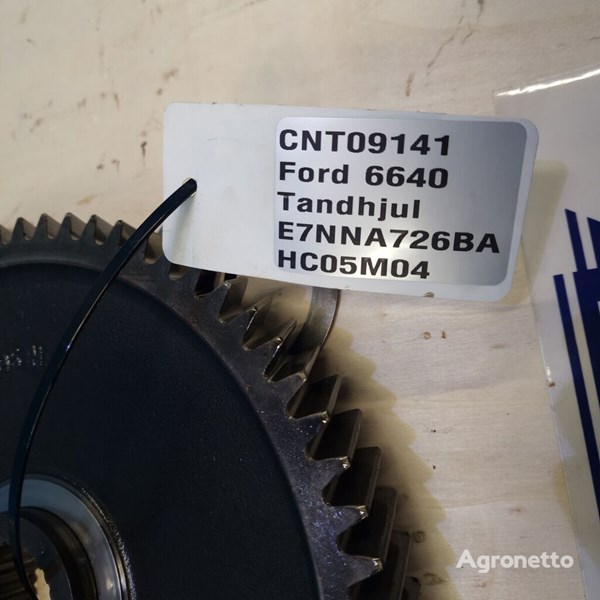 CNT09141
Ford 6640
Tandhjul
E7NNA726BA
HC05M04
Agronetto